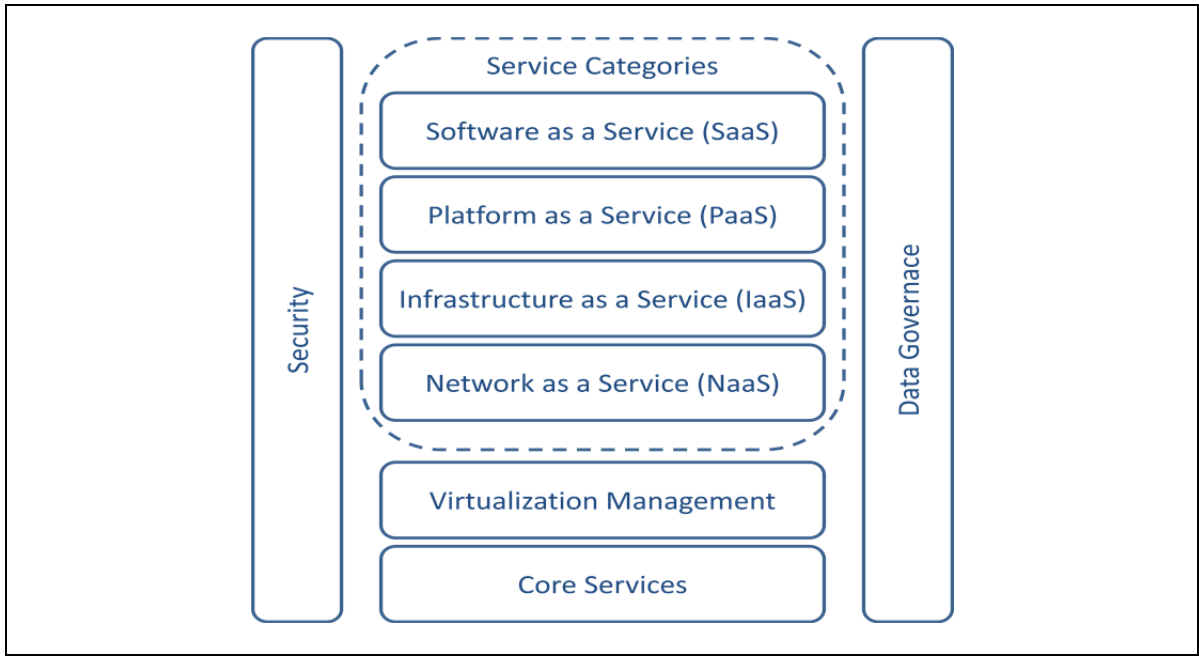 Service Categories
Software as a Service (SaaS)
Platform as a Service (PaaS)
Infrastructure as a Service (IaaS)
Network as a Service (NaaS)
Virtualization Management
Core Services
Security
Data Governace